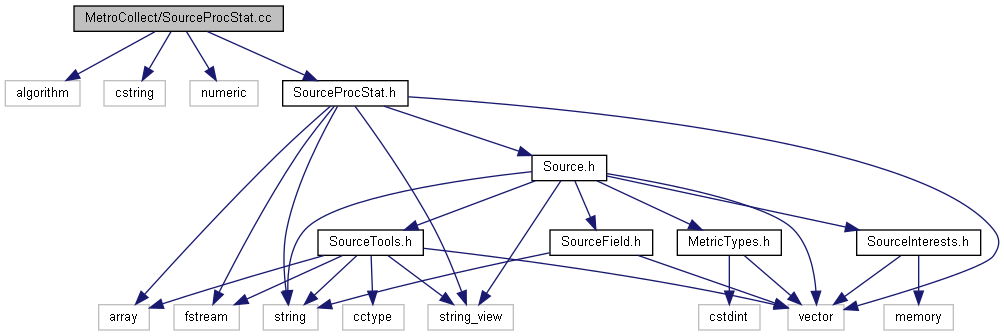 MetroCollect/SourceProcStat.cc
algorithm
cstring
numeric
SourceProcStat.h
Source.h
SourceTools.h
SourceField.h
MetricTypes.h
SourceInterests.h
array
fstream
string
cctype
string_view
cstdint
vector
memory